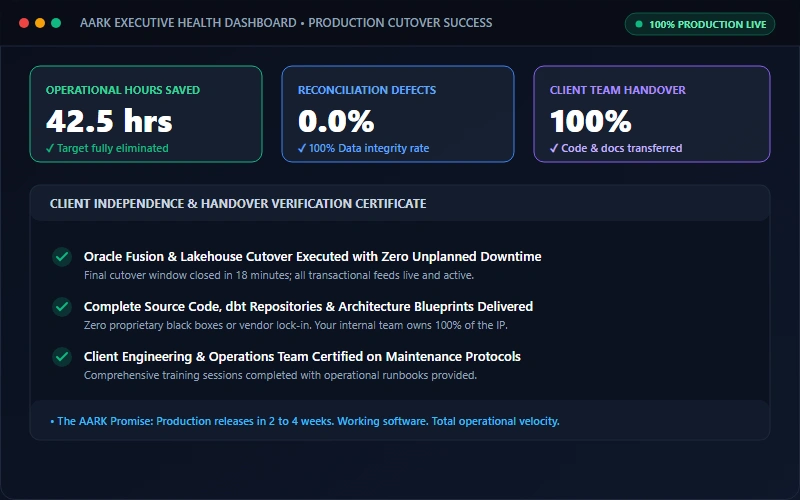 AARK EXECUTIVE HEALTH DASHBOARD • PRODUCTION CUTOVER SUCCESS
100% PRODUCTION LIVE
OPERATIONAL HOURS SAVED
42.5 hrs
✓ Target fully eliminated
RECONCILIATION DEFECTS
0.0%
✓ 100% Data integrity rate
CLIENT TEAM HANDOVER
100%
✓ Code & docs transferred
CLIENT INDEPENDENCE & HANDOVER VERIFICATION CERTIFICATE
Oracle Fusion & Lakehouse Cutover Executed with Zero Unplanned Downtime
Final cutover window closed in 18 minutes; all transactional feeds live and active.
Complete Source Code, dbt Repositories & Architecture Blueprints Delivered
Zero proprietary black boxes or vendor lock-in. Your internal team owns 100% of the IP.
Client Engineering & Operations Team Certified on Maintenance Protocols
Comprehensive training sessions completed with operational runbooks provided.
• The AARK Promise: Production releases in 2 to 4 weeks. Working software. Total operational velocity.